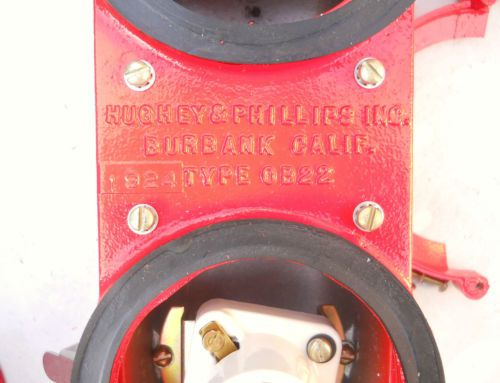 HUGHEY & PHILLIPS INC.
BURBANK CALIF.
1924 TYPE OB22